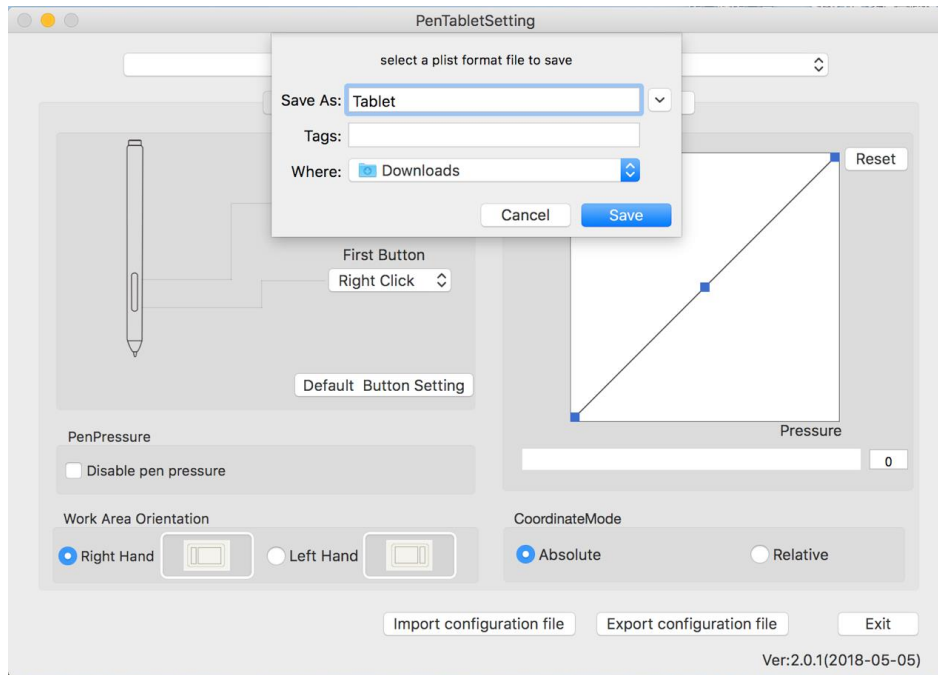 PenTabletSetting
select a plist format file to save
Save As: Tablet
Tags:
Where: Downloads
Cancel Save
Reset
First Button
Right Click
Default Button Setting
Pressure
0
PenPressure
Disable pen pressure
Work Area Orientation
Right Hand Left Hand
CoordinateMode
Absolute Relative
Import configuration file Export configuration file Exit
Ver:2.0.1(2018-05-05)